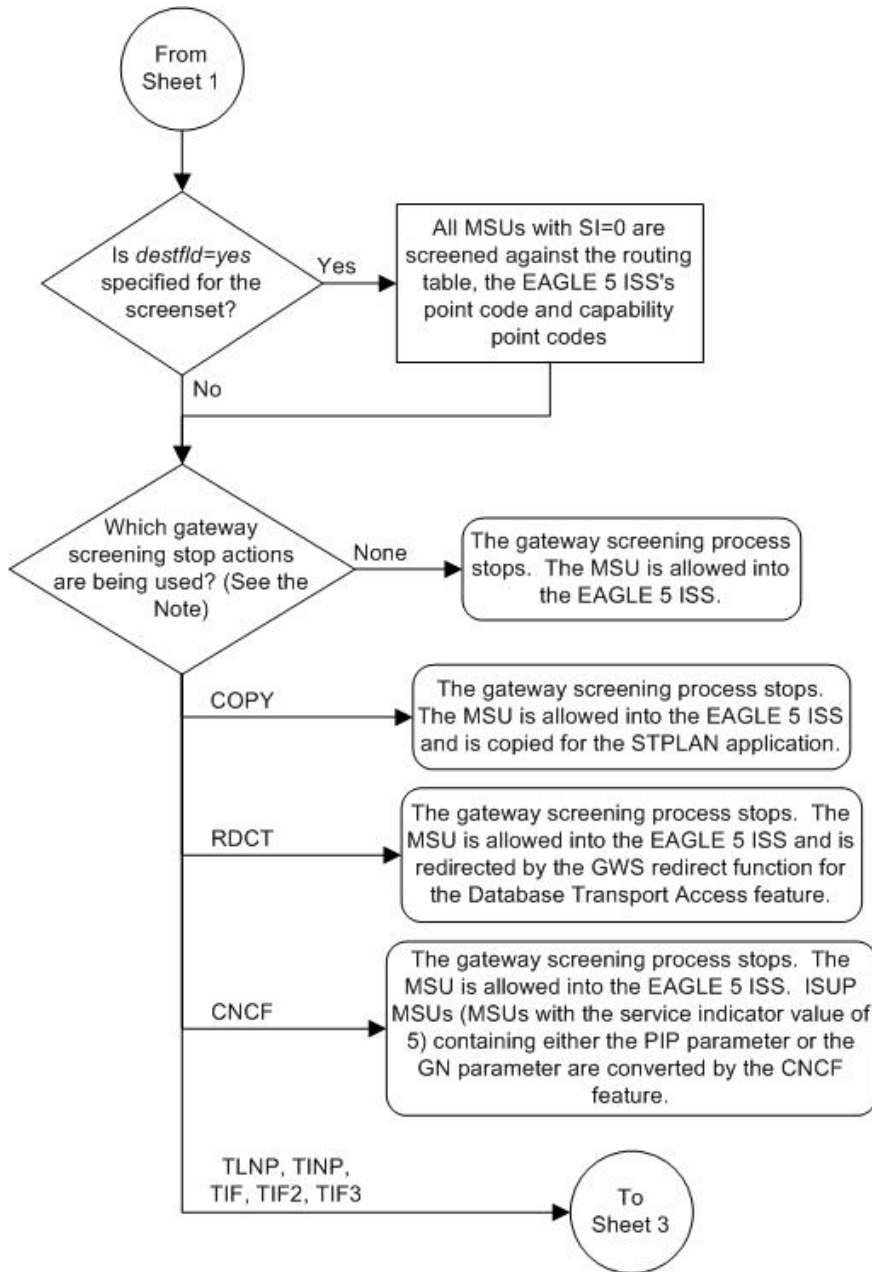 From
Sheet 1
Is destfld=yes
specified for the
screenset?
Yes
All MSUs with SI=0 are
screened against the routing
table, the EAGLE 5 ISS's
point code and capability
point codes
No
Which gateway
screening stop actions
are being used? (See the
Note)
None
The gateway screening process
stops. The MSU is allowed into
the EAGLE 5 ISS.
COPY
The gateway screening process stops.
The MSU is allowed into the EAGLE 5 ISS
and is copied for the STPLAN application.
RDCT
The gateway screening process stops. The
MSU is allowed into the EAGLE 5 ISS and is
redirected by the GWS redirect function for
the Database Transport Access feature.
CNCF
The gateway screening process stops. The
MSU is allowed into the EAGLE 5 ISS. ISUP
MSUs (MSUs with the service indicator value of
5) containing either the PIP parameter or the
GN parameter are converted by the CNCF
feature.
TLNP, TINP,
TIF, TIF2, TIF3
To
Sheet 3